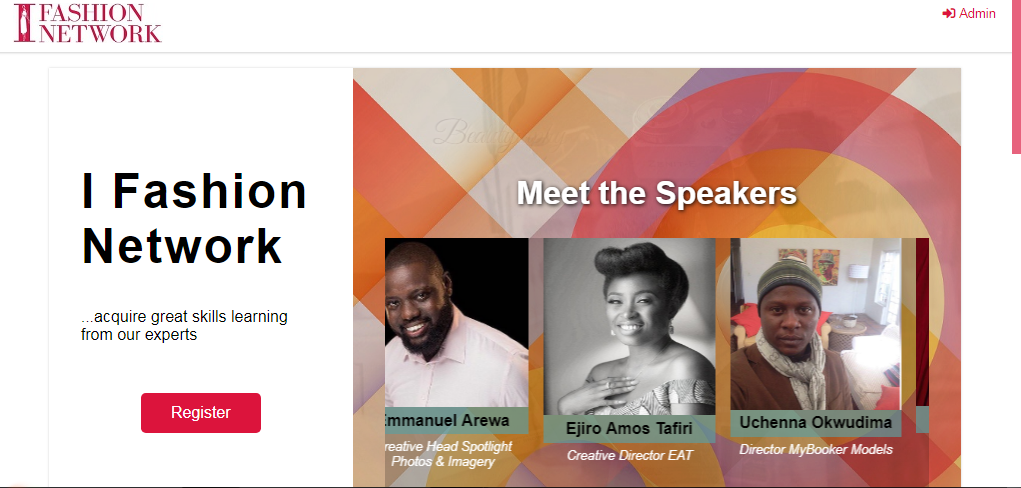 I FASHION
NETWORK
Admin
I Fashion
Network
...acquire great skills learning
from our experts
Register
Beauty
Meet the Speakers
Emmanuel Arewa
reative Head Spotlight
Photos & Imagery
Ejiro Amos Tafiri
Creative Director EAT
Uchenna Okwudima
Director MyBooker Models